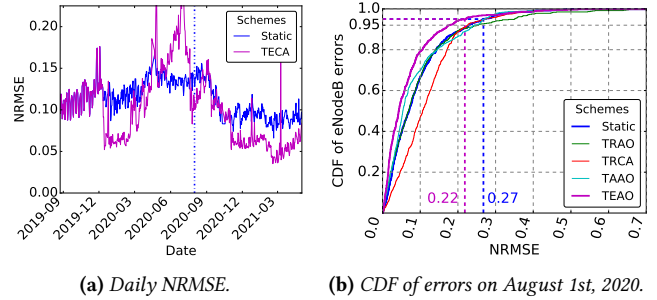 0.20
0.15
0.10
0.05
0.00
NRMSE
Schemes
Static
TECA
2019-09
2019-12
2020-03
2020-06
2020-09
2020-12
2021-03
Date
(a) Daily NRMSE.
1.0
0.95
0.8
0.6
0.4
0.2
CDF of eNodeB errors
Schemes
Static
TRAO
TRCA
TAAO
TEAO
0.22
0.27
0.0
0.1
0.2
0.3
0.4
0.5
0.6
0.7
NRMSE
(b) CDF of errors on August 1st, 2020.